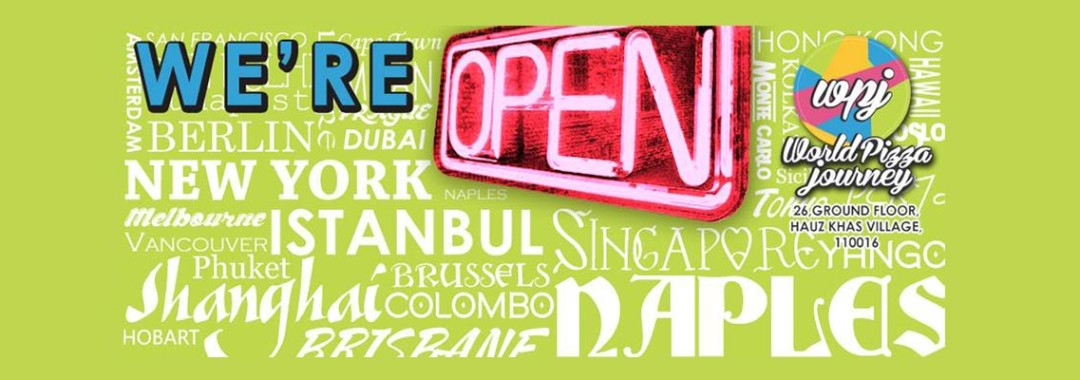 SAN FRANCISCO
Cape Town
WE'RE
OPEN
AMSTERDAM
HONG KONG
HAWAII
MONTE CARLO
wpj
OSLO
World Pizza
journey
26,GROUND FLOOR,
HAUZ KHAS VILLAGE,
110016
BERLIN
DUBAI
NEW YORK
NAPLES
Melbourne
ISTANBUL
VANCOUVER
SINGAPORE
YANGO
Phuket
BRUSSELS
Shanghai
COLOMBO
NAPLES
HOBART
BRISBANE